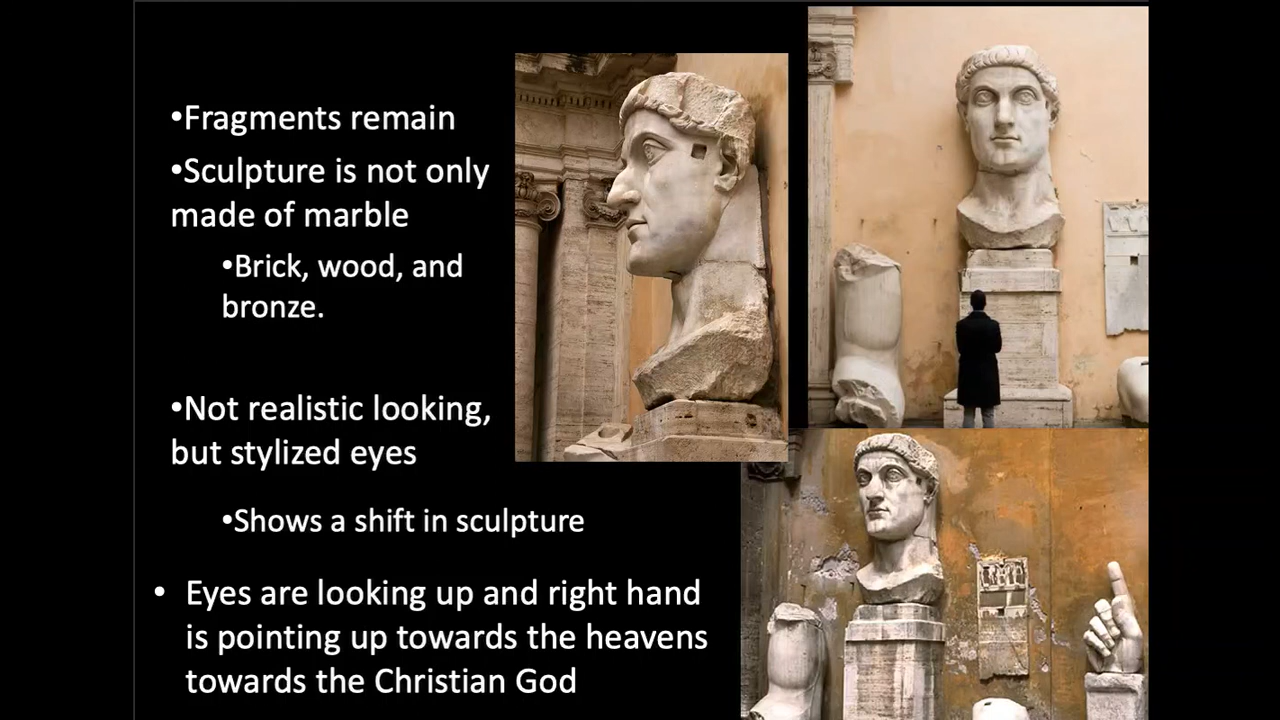 •Fragments remain
•Sculpture is not only
made of marble
•Brick, wood, and
bronze.
•Not realistic looking,
but stylized eyes
•Shows a shift in sculpture
• Eyes are looking up and right hand
is pointing up towards the heavens
towards the Christian God